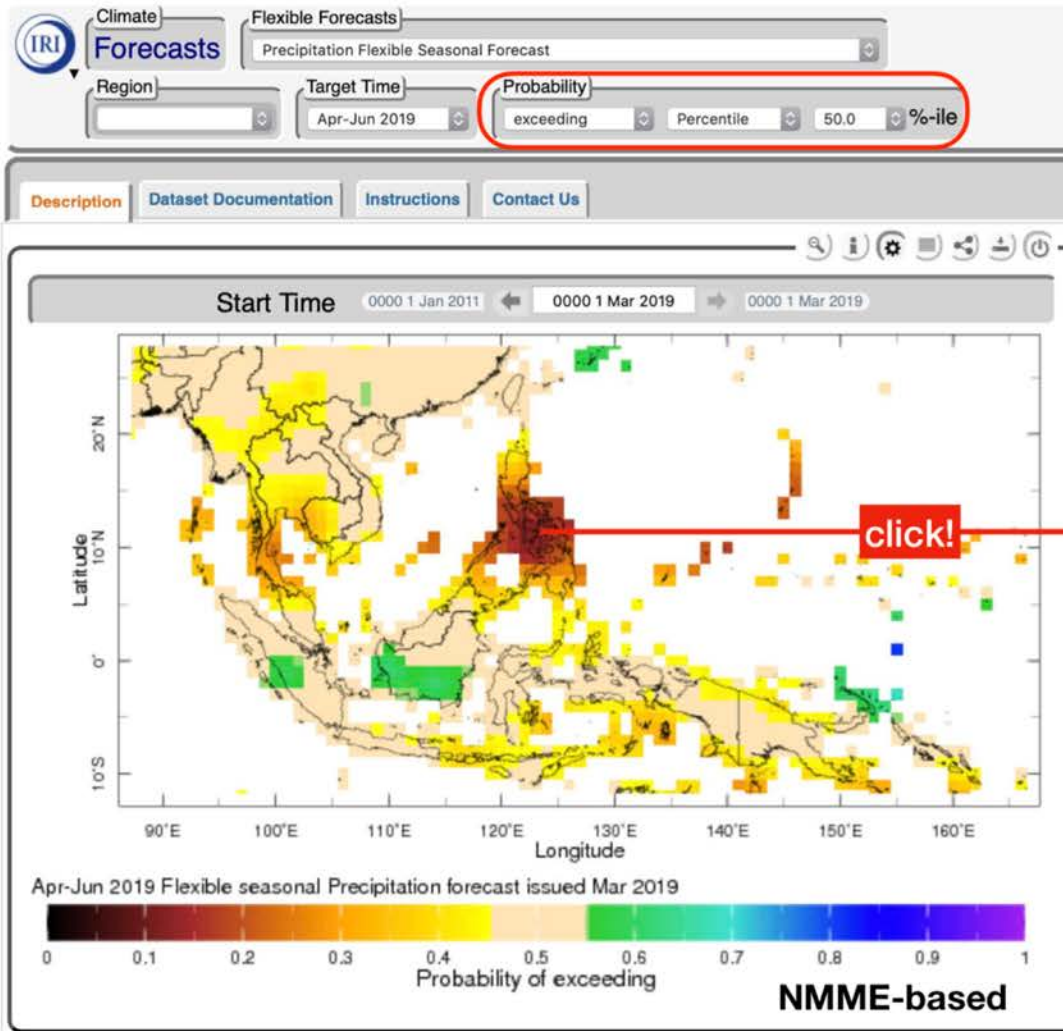 IRI
Climate
Forecasts
Flexible Forecasts
Precipitation Flexible Seasonal Forecast
Region
Target Time
Apr-Jun 2019
Probability
exceeding
Percentile
50.0
%-ile
Description
Dataset Documentation
Instructions
Contact Us
Start Time
0000 1 Jan 2011
0000 1 Mar 2019
0000 1 Mar 2019
20°N
10°N
0°
10°S
Latitude
click!
90°E 100°E 110°E 120°E 130°E 140°E 150°E 160°E
Longitude
Apr-Jun 2019 Flexible seasonal Precipitation forecast issued Mar 2019
0 0.1 0.2 0.3 0.4 0.5 0.6 0.7 0.8 0.9 1
Probability of exceeding
NMME-based